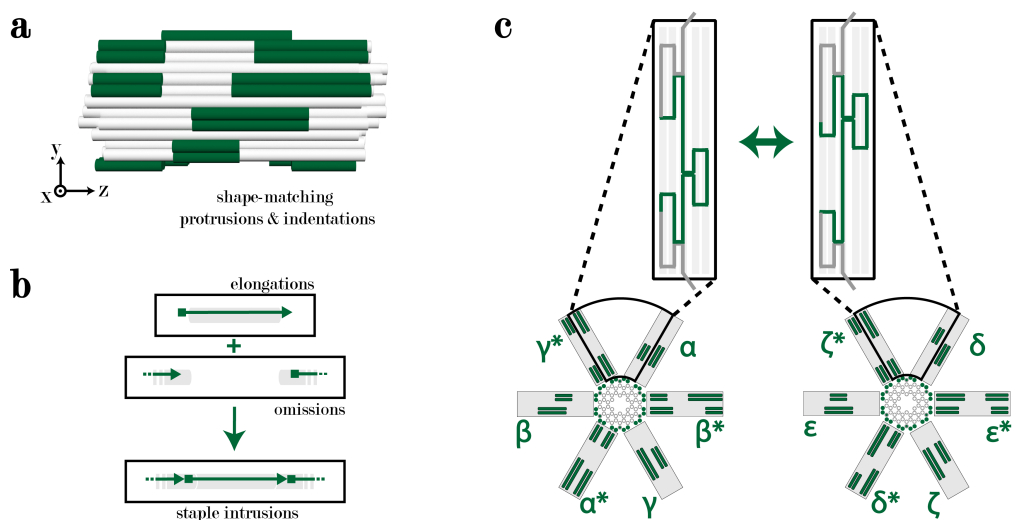 a
y
x
z
shape-matching
protrusions & indentations
b
elongations
+
omissions
staple intrusions
c
γ* α
β β*
α* γ
ζ* δ
ε ε*
δ* ζ